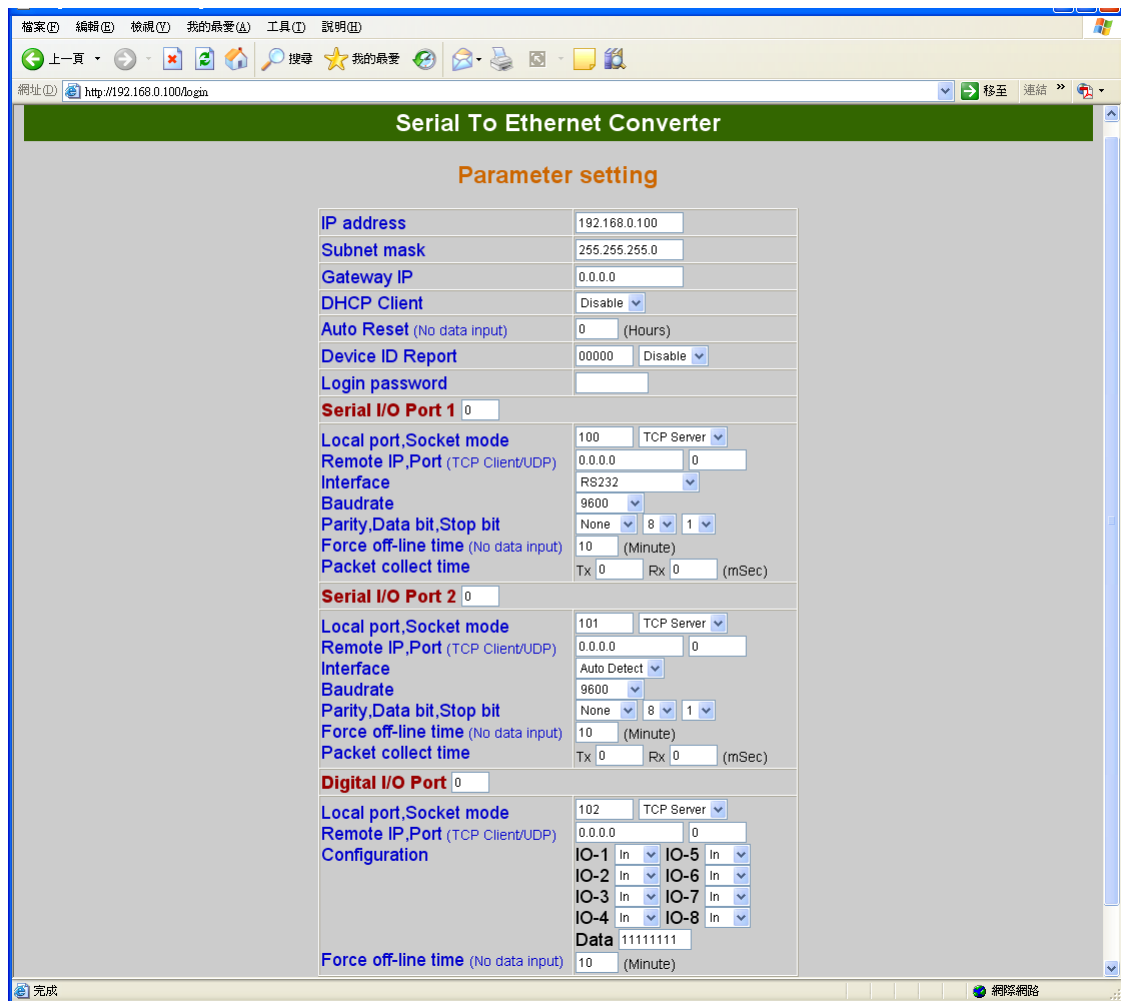 檔案(F) 編輯(E) 檢視(V) 我的最愛(A) 工具(T) 說明(H)
上一頁 搜尋 我的最愛
網址(D) http://192.168.0.100/login 移至 連結 »
Serial To Ethernet Converter
Parameter setting
IP address 192.168.0.100
Subnet mask 255.255.255.0
Gateway IP 0.0.0.0
DHCP Client Disable
Auto Reset (No data input) 0 (Hours)
Device ID Report 00000 Disable
Login password
Serial I/O Port 1 0
Local port,Socket mode 100 TCP Server
Remote IP,Port (TCP Client/UDP) 0.0.0.0 0
Interface RS232
Baudrate 9600
Parity,Data bit,Stop bit None 8 1
Force off-line time (No data input) 10 (Minute)
Packet collect time Tx 0 Rx 0 (mSec)
Serial I/O Port 2 0
Local port,Socket mode 101 TCP Server
Remote IP,Port (TCP Client/UDP) 0.0.0.0 0
Interface Auto Detect
Baudrate 9600
Parity,Data bit,Stop bit None 8 1
Force off-line time (No data input) 10 (Minute)
Packet collect time Tx 0 Rx 0 (mSec)
Digital I/O Port 0
Local port,Socket mode 102 TCP Server
Remote IP,Port (TCP Client/UDP) 0.0.0.0 0
Configuration IO-1 In IO-5 In
IO-2 In IO-6 In
IO-3 In IO-7 In
IO-4 In IO-8 In
Data 11111111
Force off-line time (No data input) 10 (Minute)
完成 網際網路